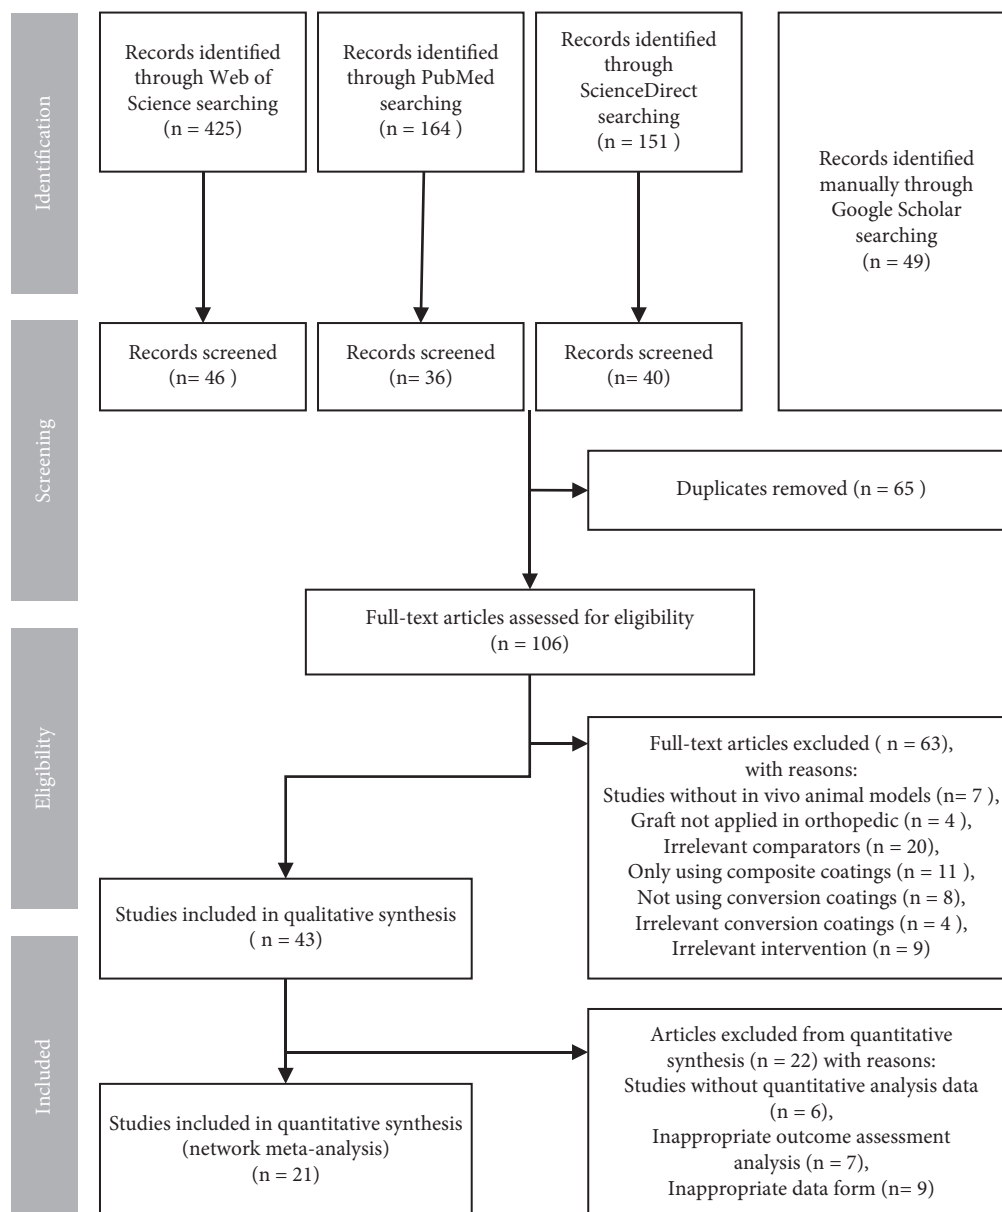 Identification
Records identified
through Web of
Science searching
(n = 425)
Records identified
through PubMed
searching
(n = 164 )
Records identified
through
ScienceDirect
searching
(n = 151 )
Records identified
manually through
Google Scholar
searching
(n = 49)
Screening
Records screened
(n= 46 )
Records screened
(n= 36)
Records screened
(n= 40)
Duplicates removed (n = 65 )
Full-text articles assessed for eligibility
(n = 106)
Eligibility
Full-text articles excluded ( n = 63),
with reasons:
Studies without in vivo animal models (n= 7 ),
Graft not applied in orthopedic (n = 4 ),
Irrelevant comparators (n = 20),
Only using composite coatings (n = 11 ),
Not using conversion coatings (n = 8),
Irrelevant conversion coatings (n = 4 ),
Irrelevant intervention (n = 9)
Studies included in qualitative synthesis
( n = 43)
Included
Articles excluded from quantitative
synthesis (n = 22) with reasons:
Studies without quantitative analysis data
(n = 6),
Inappropriate outcome assessment
analysis (n = 7),
Inappropriate data form (n= 9)
Studies included in quantitative synthesis
(network meta-analysis)
(n = 21)